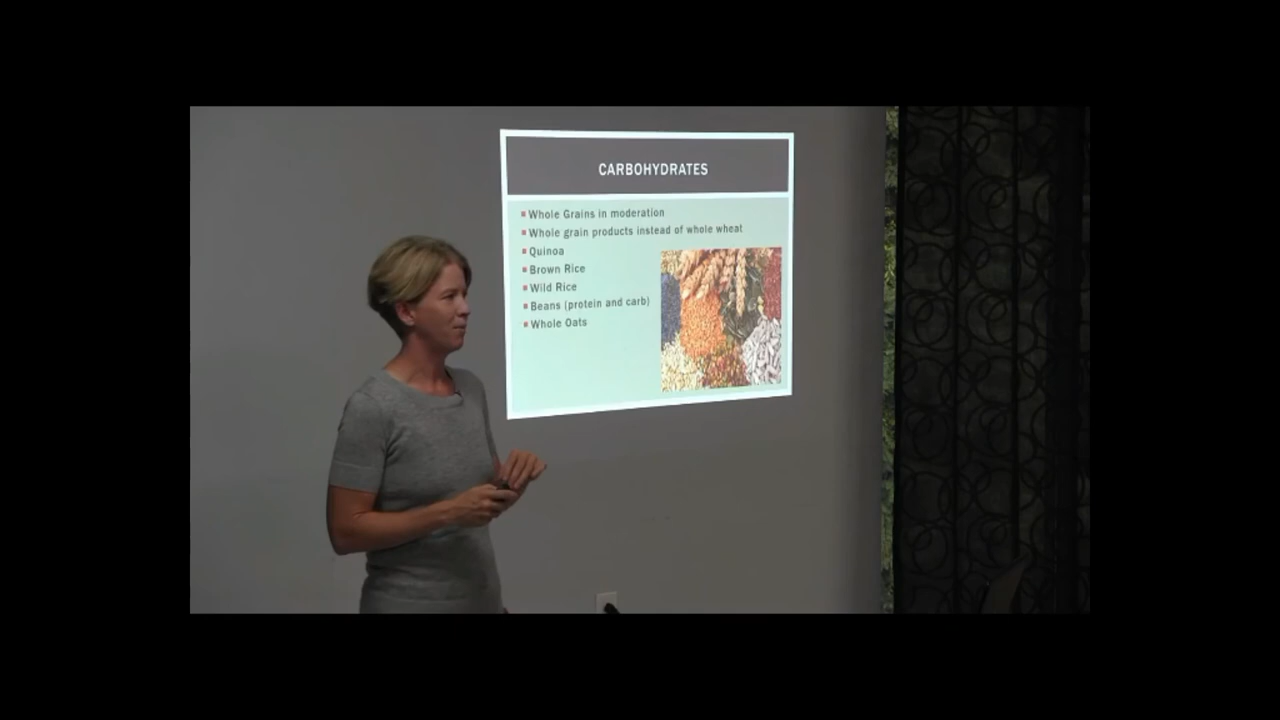 CARBOHYDRATES
Whole Grains in moderation
Whole grain products instead of whole wheat
Quinoa
Brown Rice
Wild Rice
Beans (protein and carb)
Whole Oats